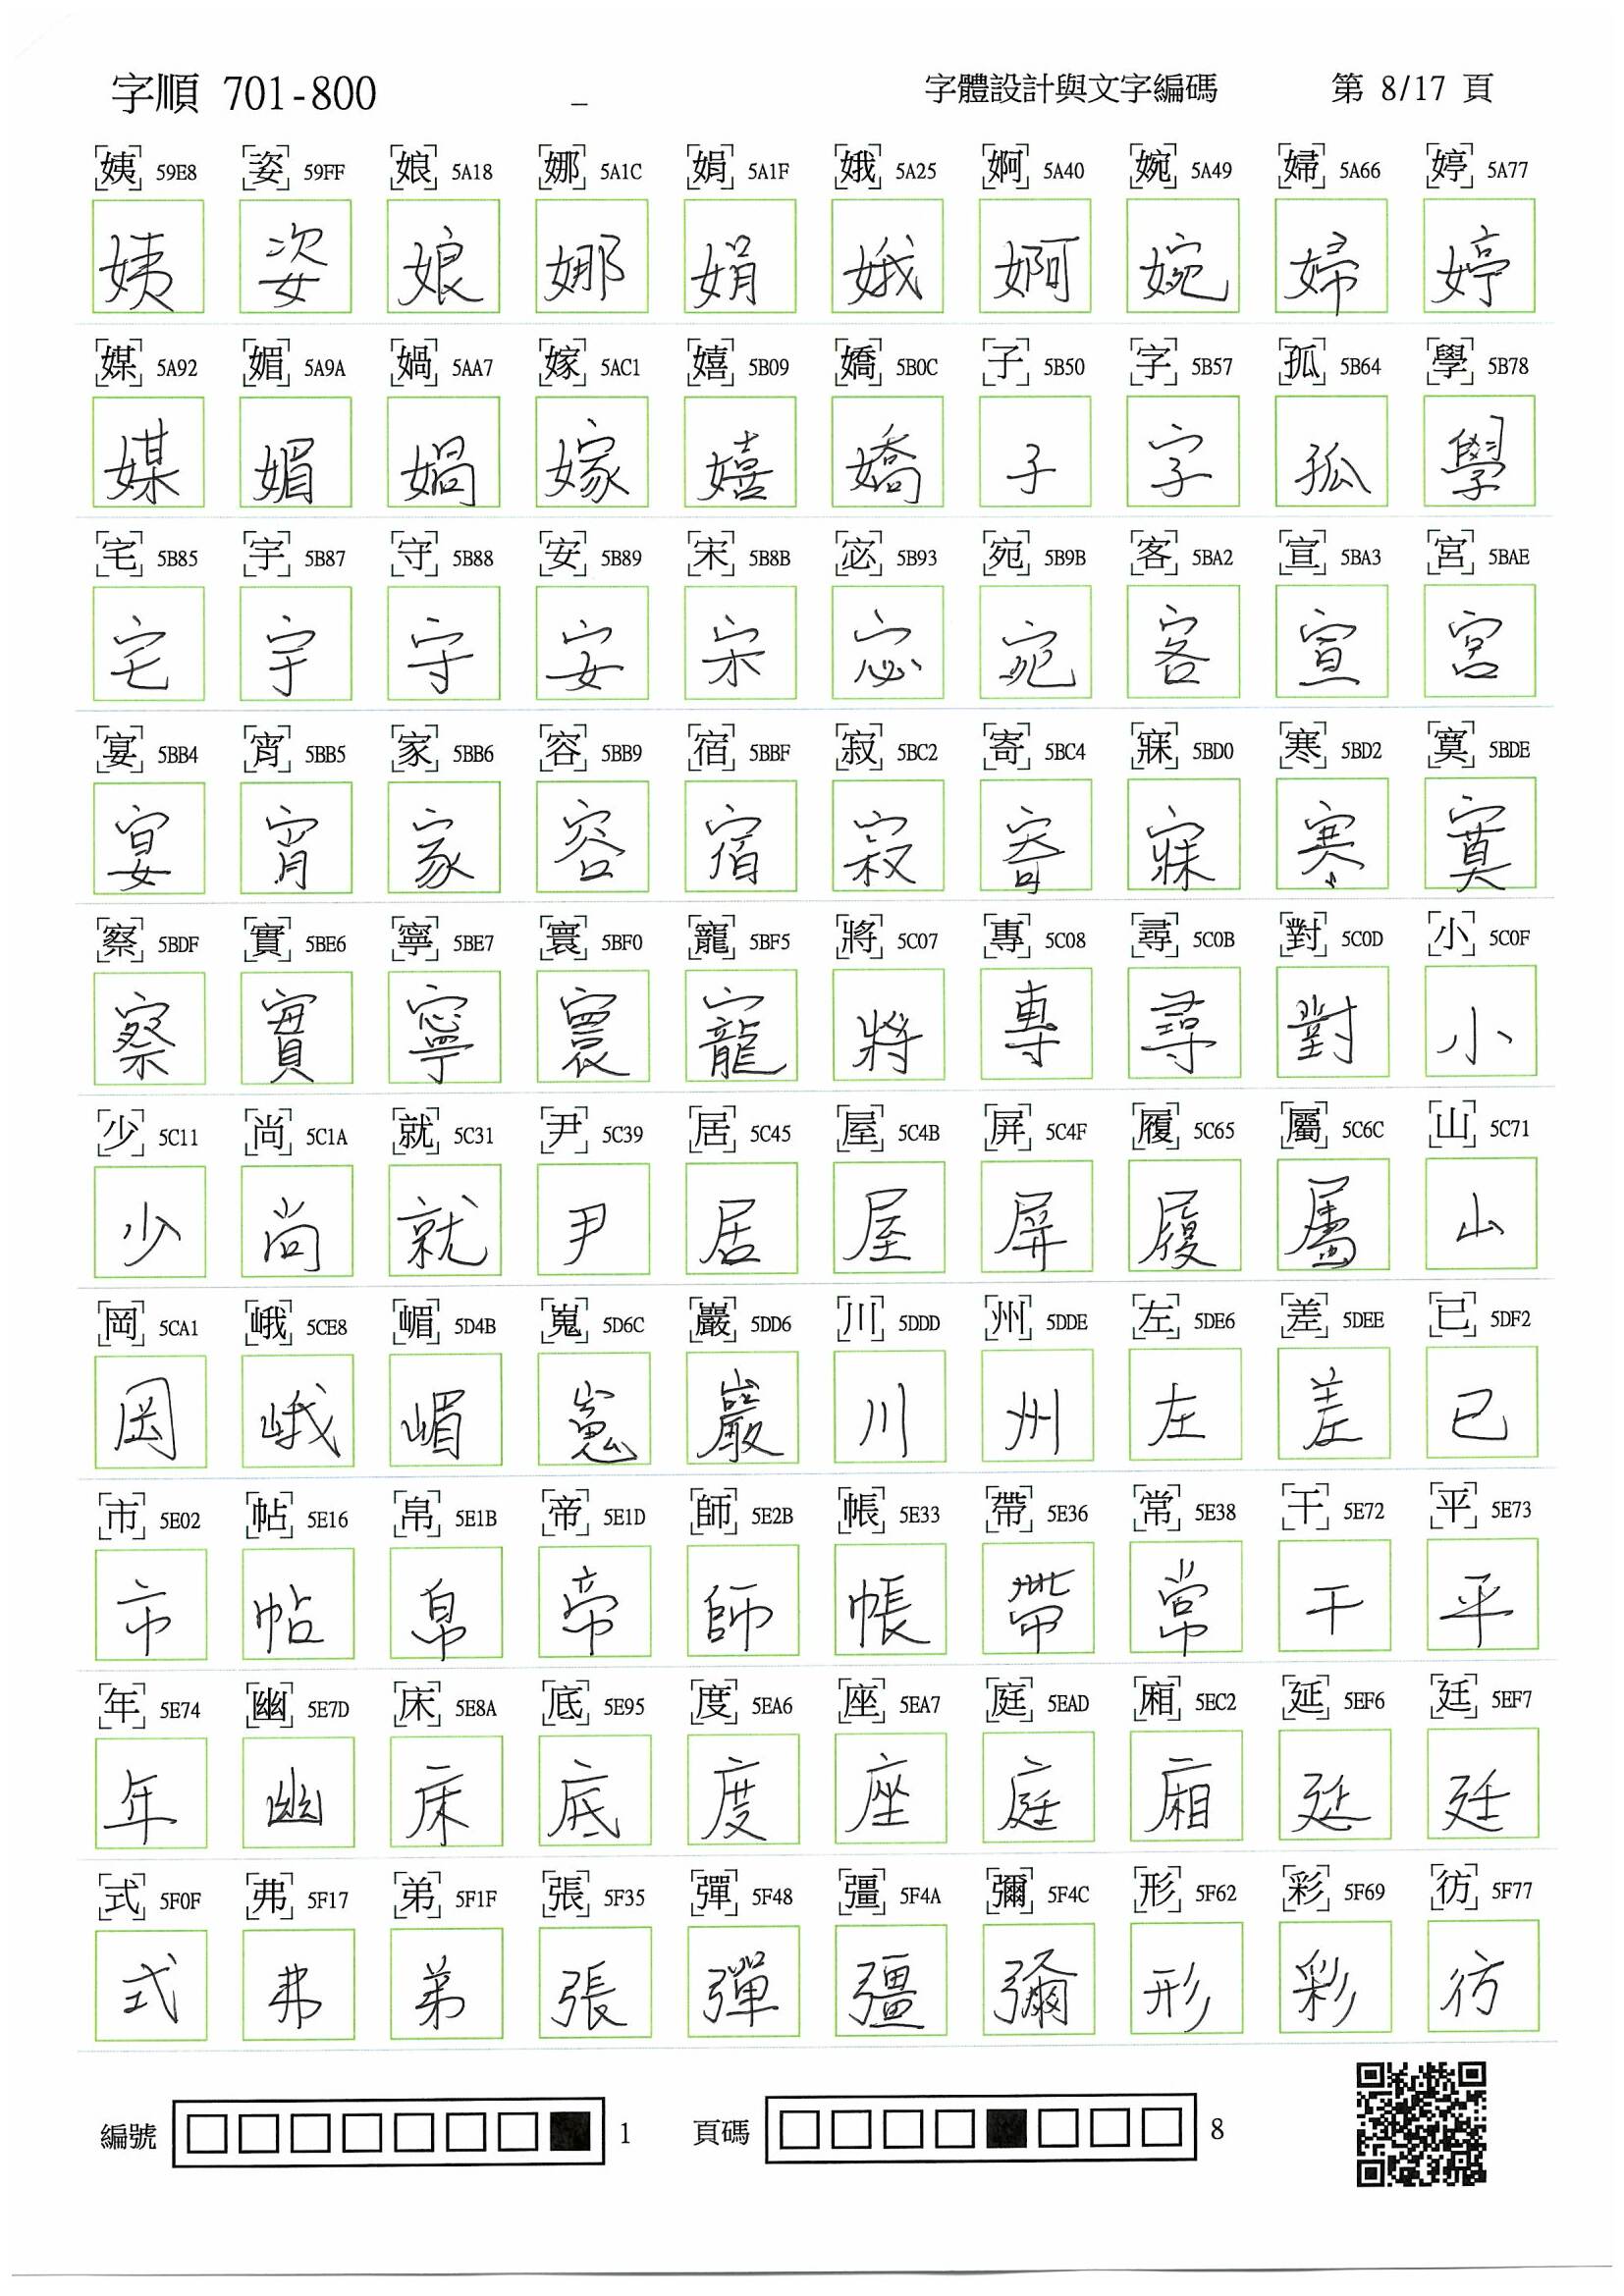 字順 701-800 _ 字體設計與文字編碼 第 8/17 頁
姨 59E8 姿 59FF 娘 5A18 娜 5A1C 娟 5A1F 娥 5A25 婀 5A40 婉 5A49 婦 5A66 婷 5A77
姨 姿 娘 娜 娟 娥 婀 婉 婦 婷
媒 5A92 媚 5A9A 媧 5AA7 嫁 5AC1 嬉 5B09 嬌 5B0C 子 5B50 字 5B57 孤 5B64 學 5B78
媒 媚 媧 嫁 嬉 嬌 子 字 孤 學
宅 5B85 宇 5B87 守 5B88 安 5B89 宋 5B8B 宓 5B93 宛 5B9B 客 5BA2 宣 5BA3 宮 5BAE
宅 宇 守 安 宋 宓 宛 客 宣 宮
宴 5BB4 宵 5BB5 家 5BB6 容 5BB9 宿 5BBF 寂 5BC2 寄 5BC4 寐 5BD0 寒 5BD2 寞 5BDE
宴 宵 家 容 宿 寂 寄 寐 寒 寞
察 5BDF 實 5BE6 寧 5BE7 寰 5BF0 寵 5BF5 將 5C07 專 5C08 尋 5C0B 對 5C0D 小 5C0F
察 實 寧 寰 寵 將 專 尋 對 小
少 5C11 尚 5C1A 就 5C31 尹 5C39 居 5C45 屋 5C4B 屏 5C4F 履 5C65 屬 5C6C 山 5C71
少 尚 就 尹 居 屋 屏 履 屬 山
岡 5CA1 峨 5CE8 嵋 5D4B 嵬 5D6C 巖 5DD6 川 5DDD 州 5DDE 左 5DE6 差 5DEE 已 5DF2
岡 峨 嵋 嵬 巖 川 州 左 差 已
市 5E02 帖 5E16 帛 5E1B 帝 5E1D 師 5E2B 帳 5E33 帶 5E36 常 5E38 干 5E72 平 5E73
市 帖 帛 帝 師 帳 帶 常 干 平
年 5E74 幽 5E7D 床 5E8A 底 5E95 度 5EA6 座 5EA7 庭 5EAD 廂 5EC2 延 5EF6 廷 5EF7
年 幽 床 底 度 座 庭 廂 延 廷
式 5F0F 弗 5F17 弟 5F1F 張 5F35 彈 5F48 彊 5F4A 彌 5F4C 形 5F62 彩 5F69 彷 5F77
式 弗 弟 張 彈 彊 彌 形 彩 彷
編號 1 頁碼 8